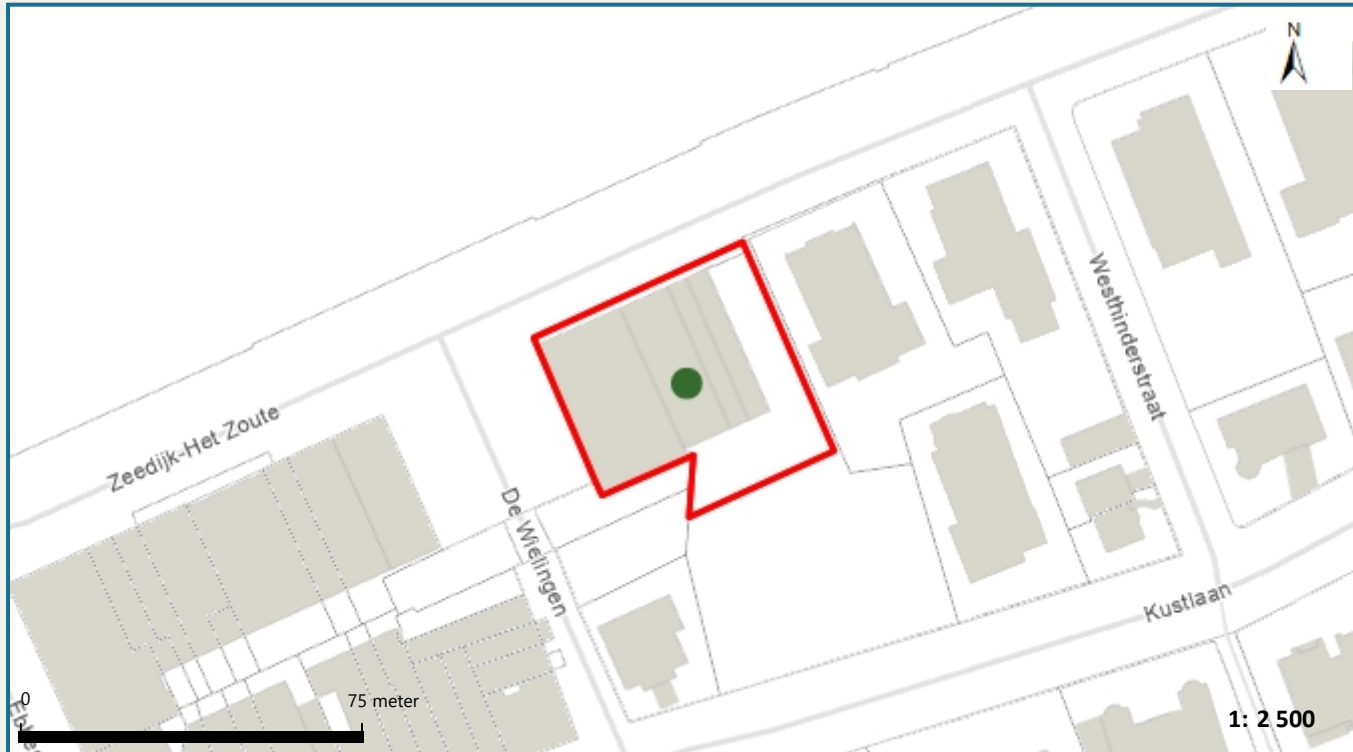 N
Zeedijk-Het Zoute
De Wielingen
Westhinderstraat
Kustlaan
0
75 meter
1: 2 500